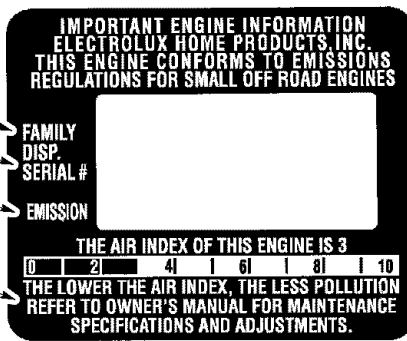 IMPORTANT ENGINE INFORMATION
ELECTROLUX HOME PRODUCTS, INC.
THIS ENGINE CONFORMS TO EMISSIONS
REGULATIONS FOR SMALL OFF ROAD ENGINES
FAMILY
DISP.
SERIAL #
EMISSION
THE AIR INDEX OF THIS ENGINE IS 3
0 2 4 6 8 10
THE LOWER THE AIR INDEX, THE LESS POLLUTION
REFER TO OWNER'S MANUAL FOR MAINTENANCE
SPECIFICATIONS AND ADJUSTMENTS.